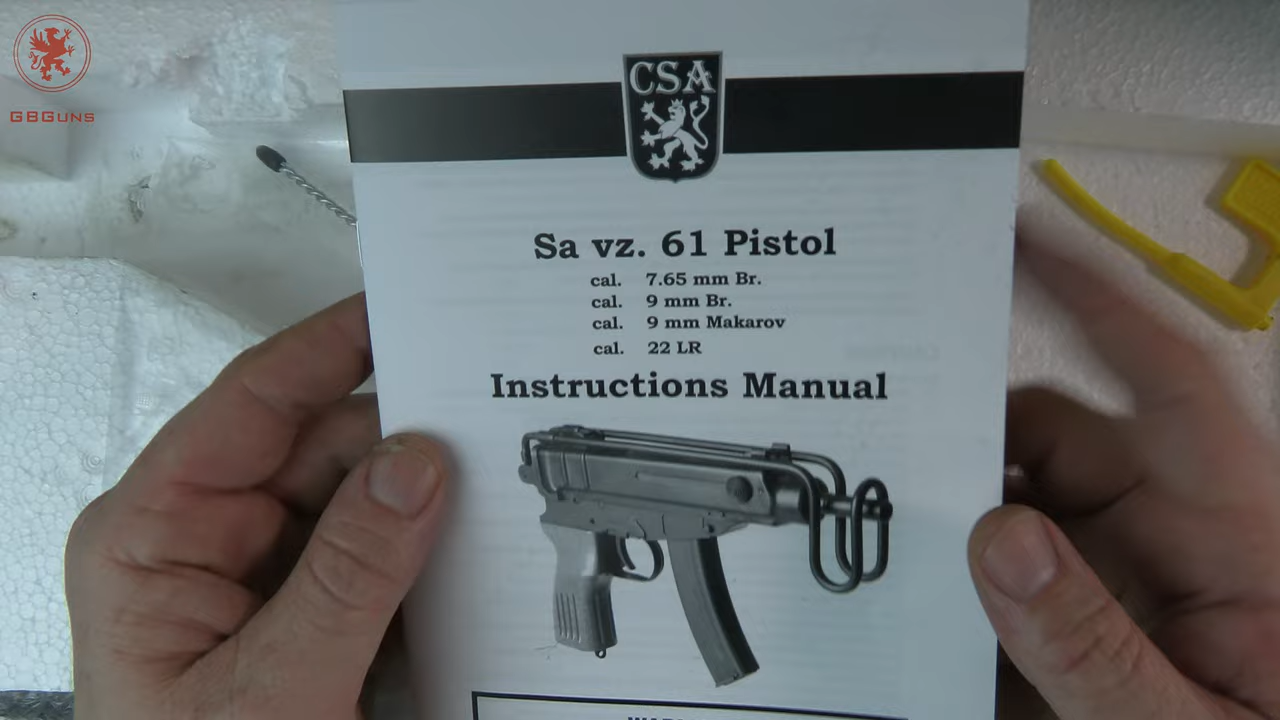 GBGUNS
CSA
Sa vz. 61 Pistol
cal. 7.65 mm Br.
cal. 9 mm Br.
cal. 9 mm Makarov
cal. 22 LR
Instructions Manual